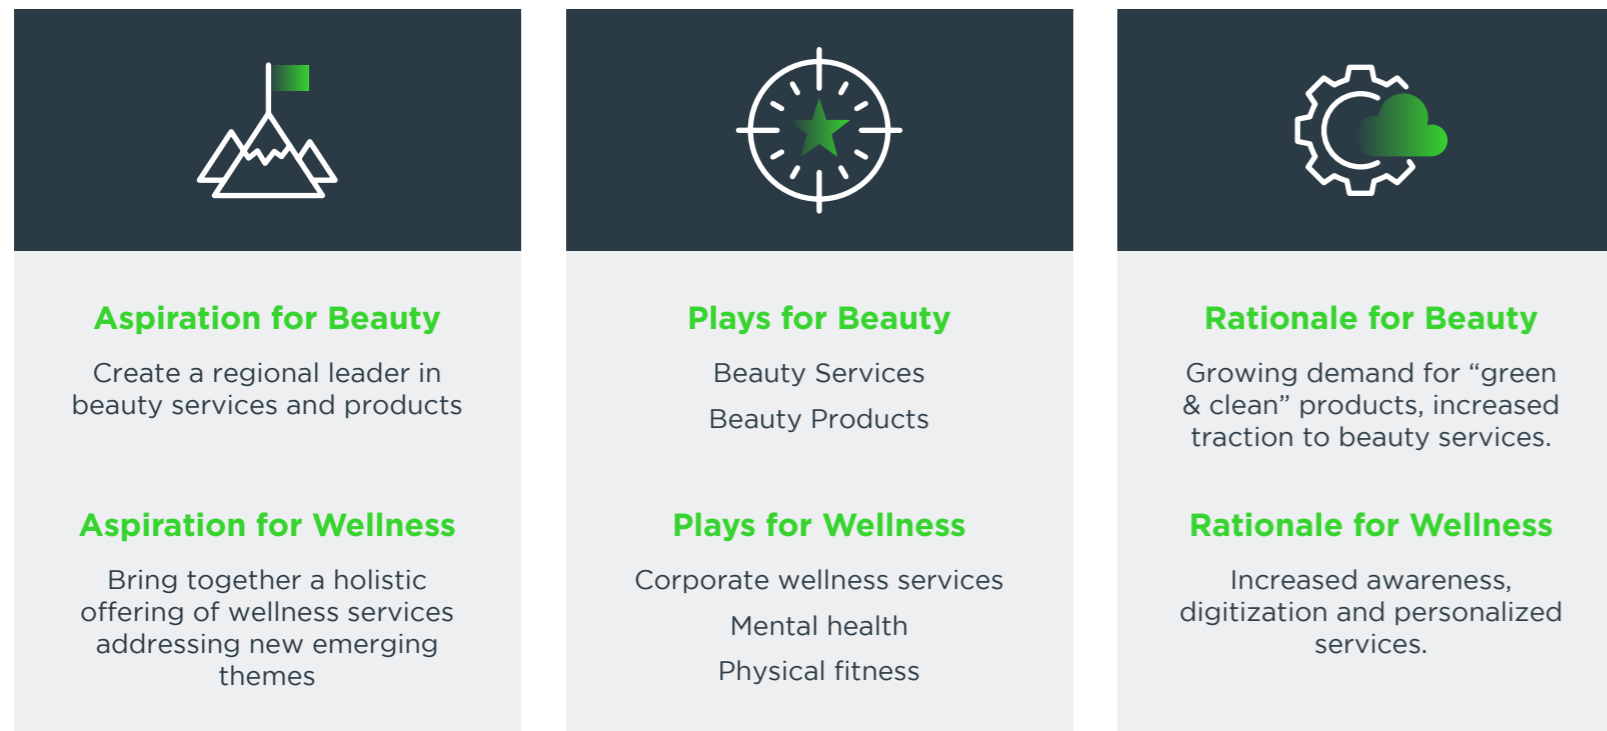 Aspiration for Beauty
Create a regional leader in
beauty services and products
Aspiration for Wellness
Bring together a holistic
offering of wellness services
addressing new emerging
themes
Plays for Beauty
Beauty Services
Beauty Products
Plays for Wellness
Corporate wellness services
Mental health
Physical fitness
Rationale for Beauty
Growing demand for “green
& clean” products, increased
traction to beauty services.
Rationale for Wellness
Increased awareness,
digitization and personalized
services.